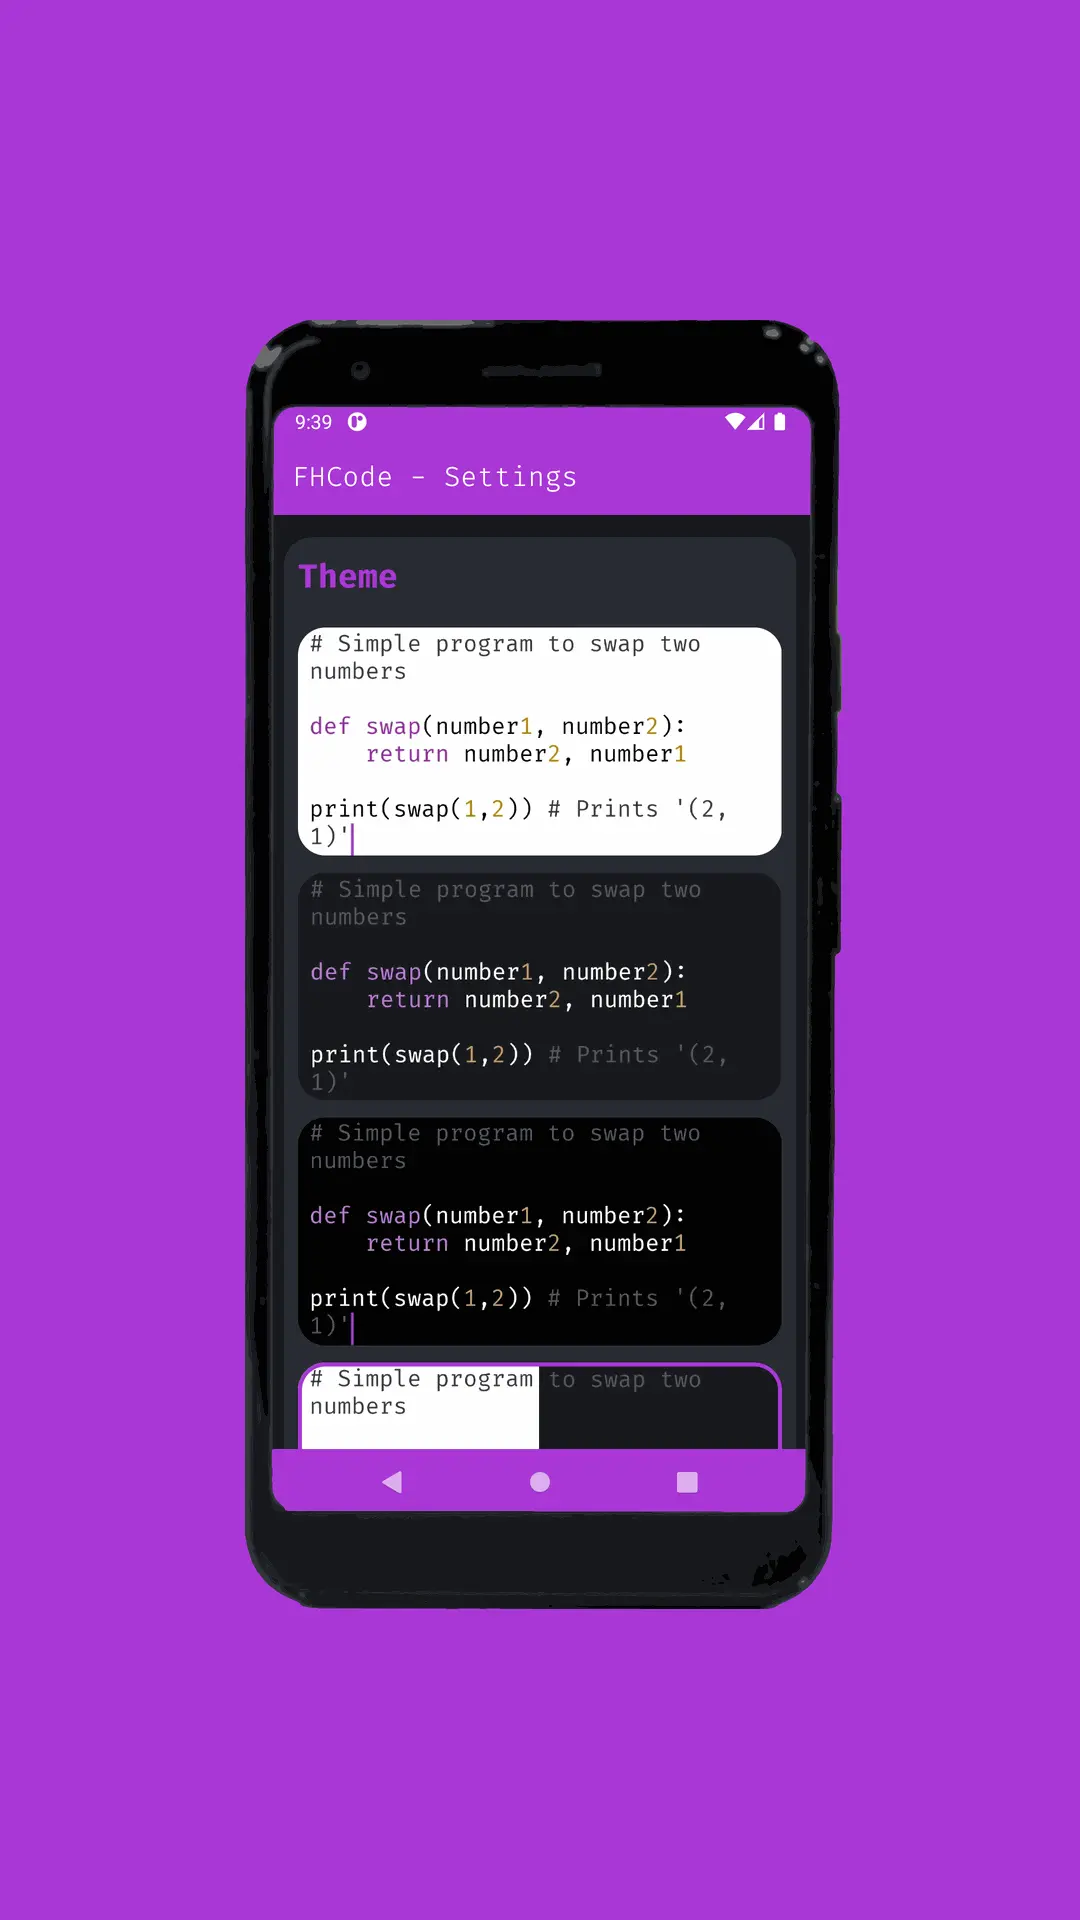 9:39
FHCode - Settings
Theme
# Simple program to swap two
numbers
def swap(number1, number2):
    return number2, number1
print(swap(1,2)) # Prints '(2,
1)'
# Simple program to swap two
numbers
def swap(number1, number2):
    return number2, number1
print(swap(1,2)) # Prints '(2,
1)'
# Simple program to swap two
numbers
def swap(number1, number2):
    return number2, number1
print(swap(1,2)) # Prints '(2,
1)'
# Simple program to swap two
numbers